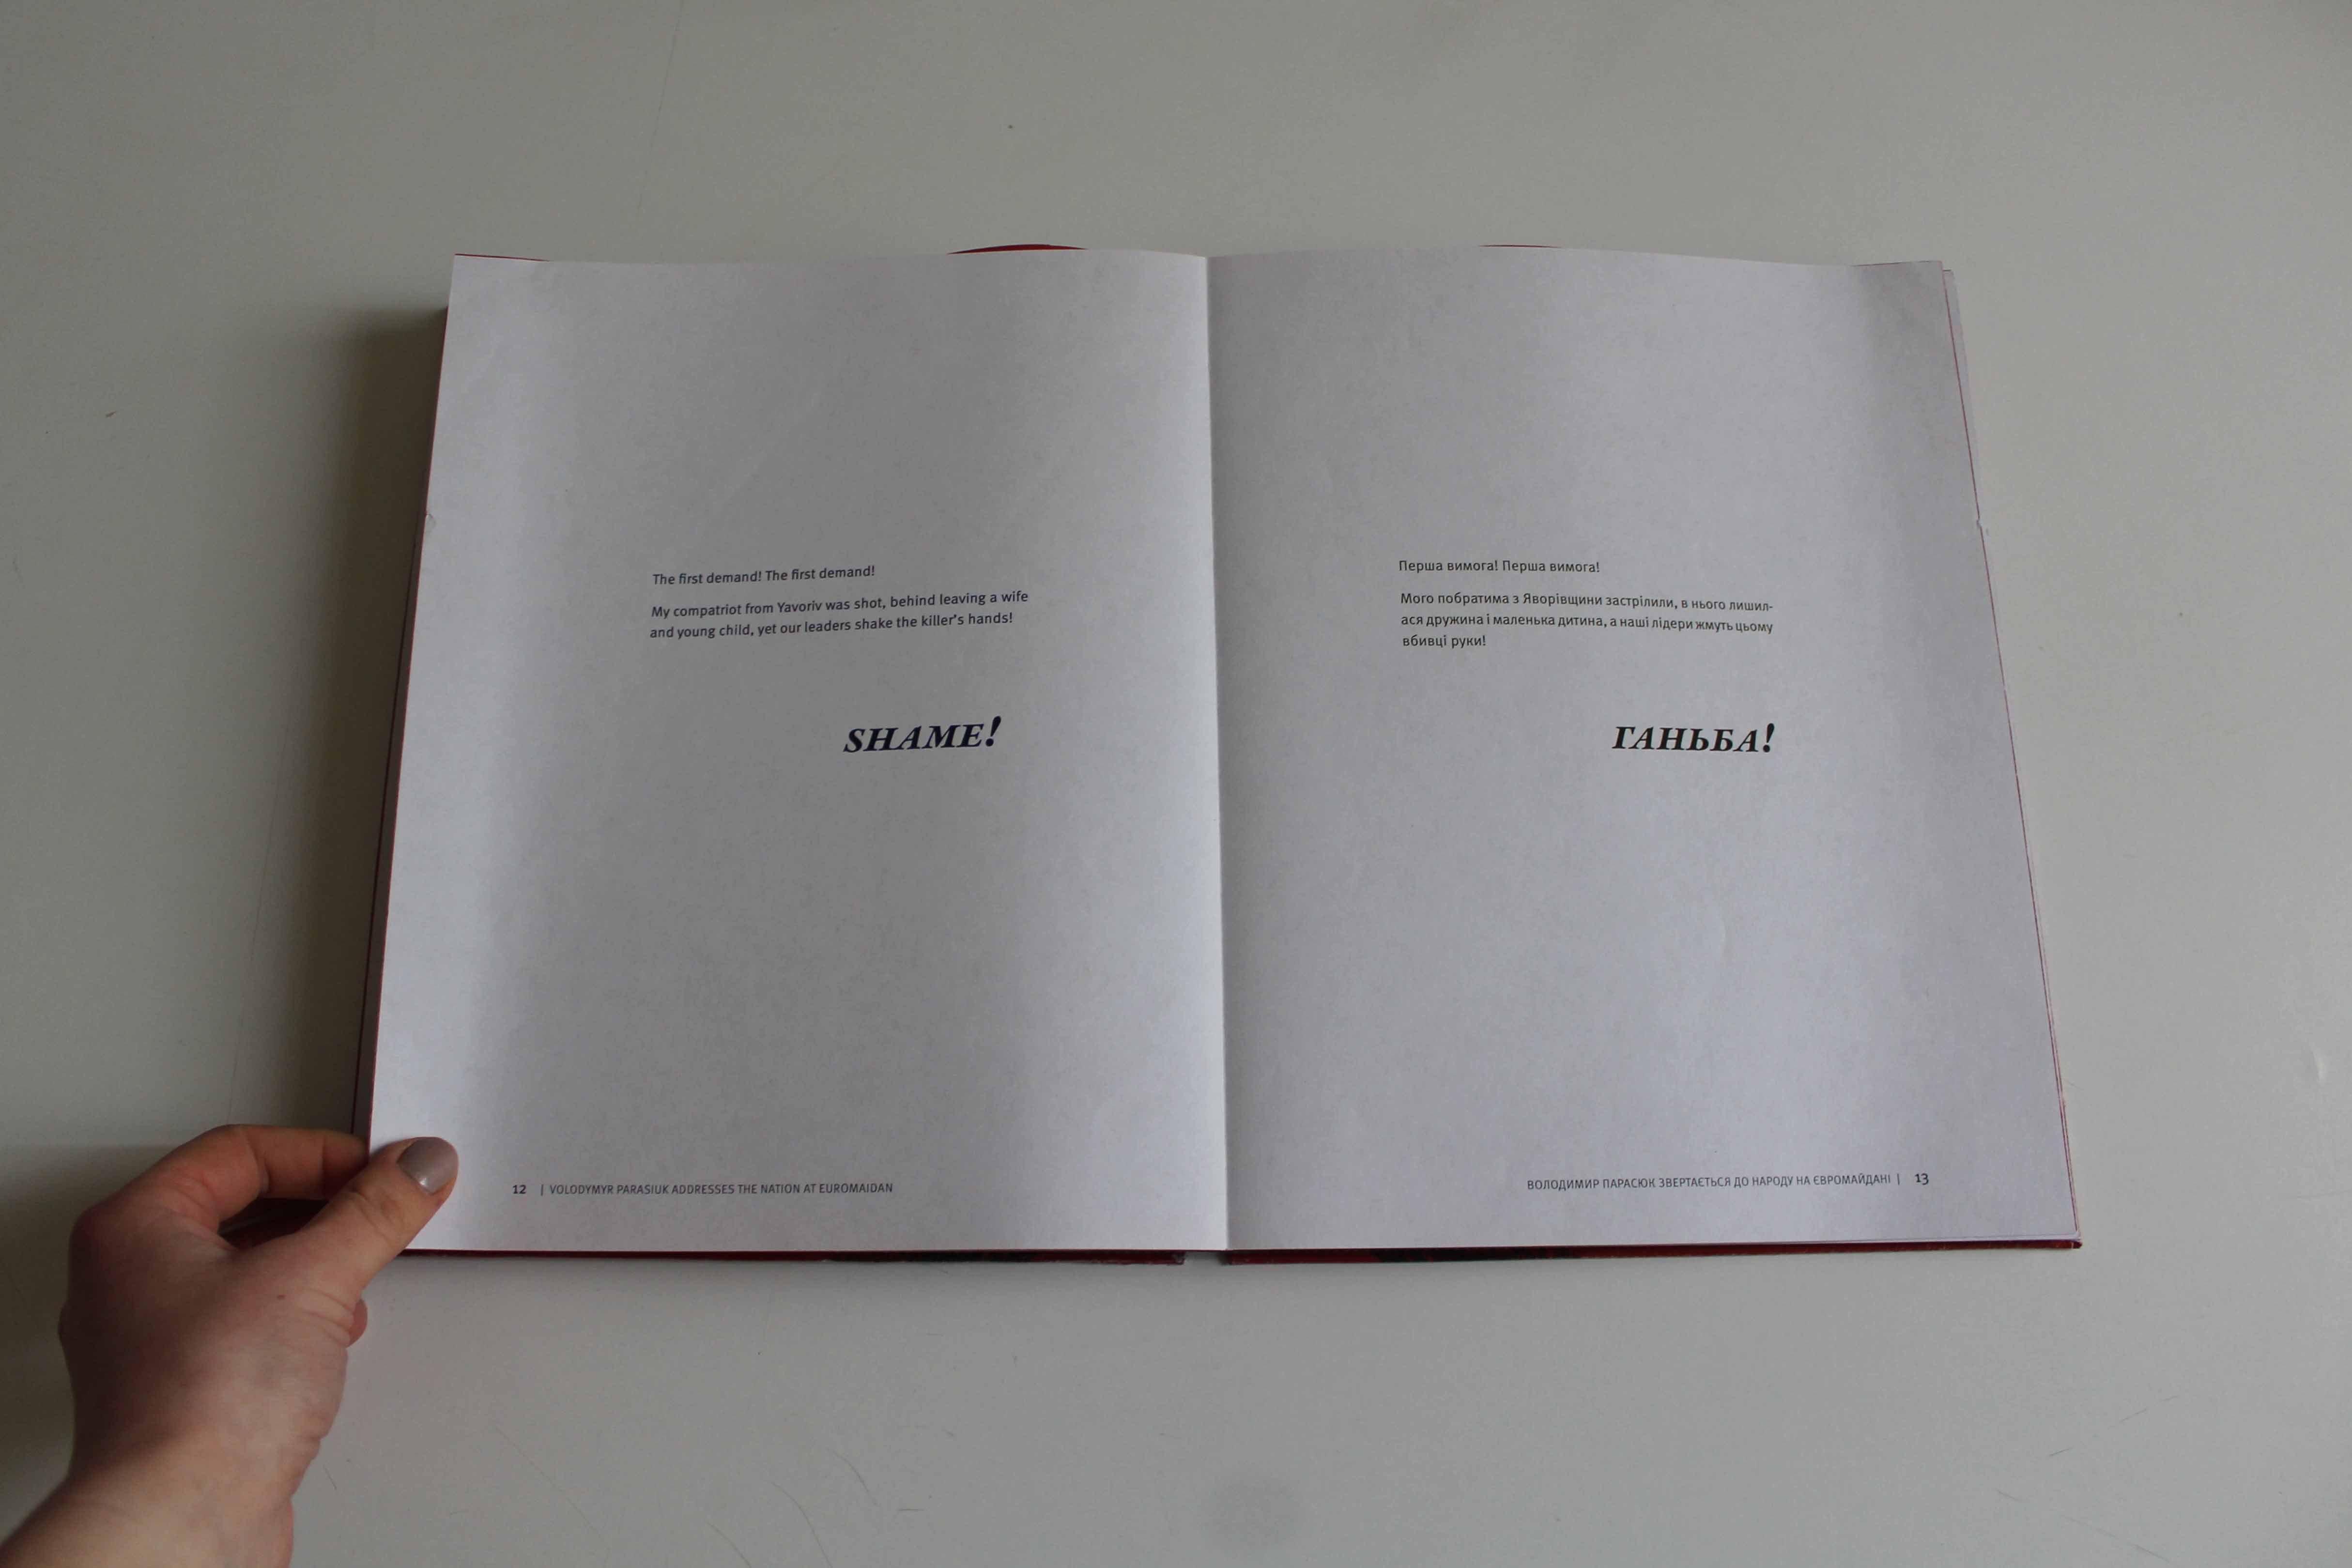 The first demand! The first demand!
My compatriot from Yavoriv was shot, behind leaving a wife
and young child, yet our leaders shake the killer's hands!
SHAME!
12 | VOLODYMYR PARASIUK ADDRESSES THE NATION AT EUROMAIDAN
Перша вимога! Перша вимога!
Мого побратима з Яворівщини застрілили, в нього лишил-
ася дружина і маленька дитина, а наші лідери жмуть цьому
вбивці руки!
ГАНЬБА!
ВОЛОДИМИР ПАРАСЮК ЗВЕРТАЄТЬСЯ ДО НАРОДУ НА ЄВРОМАЙДАНІ | 13